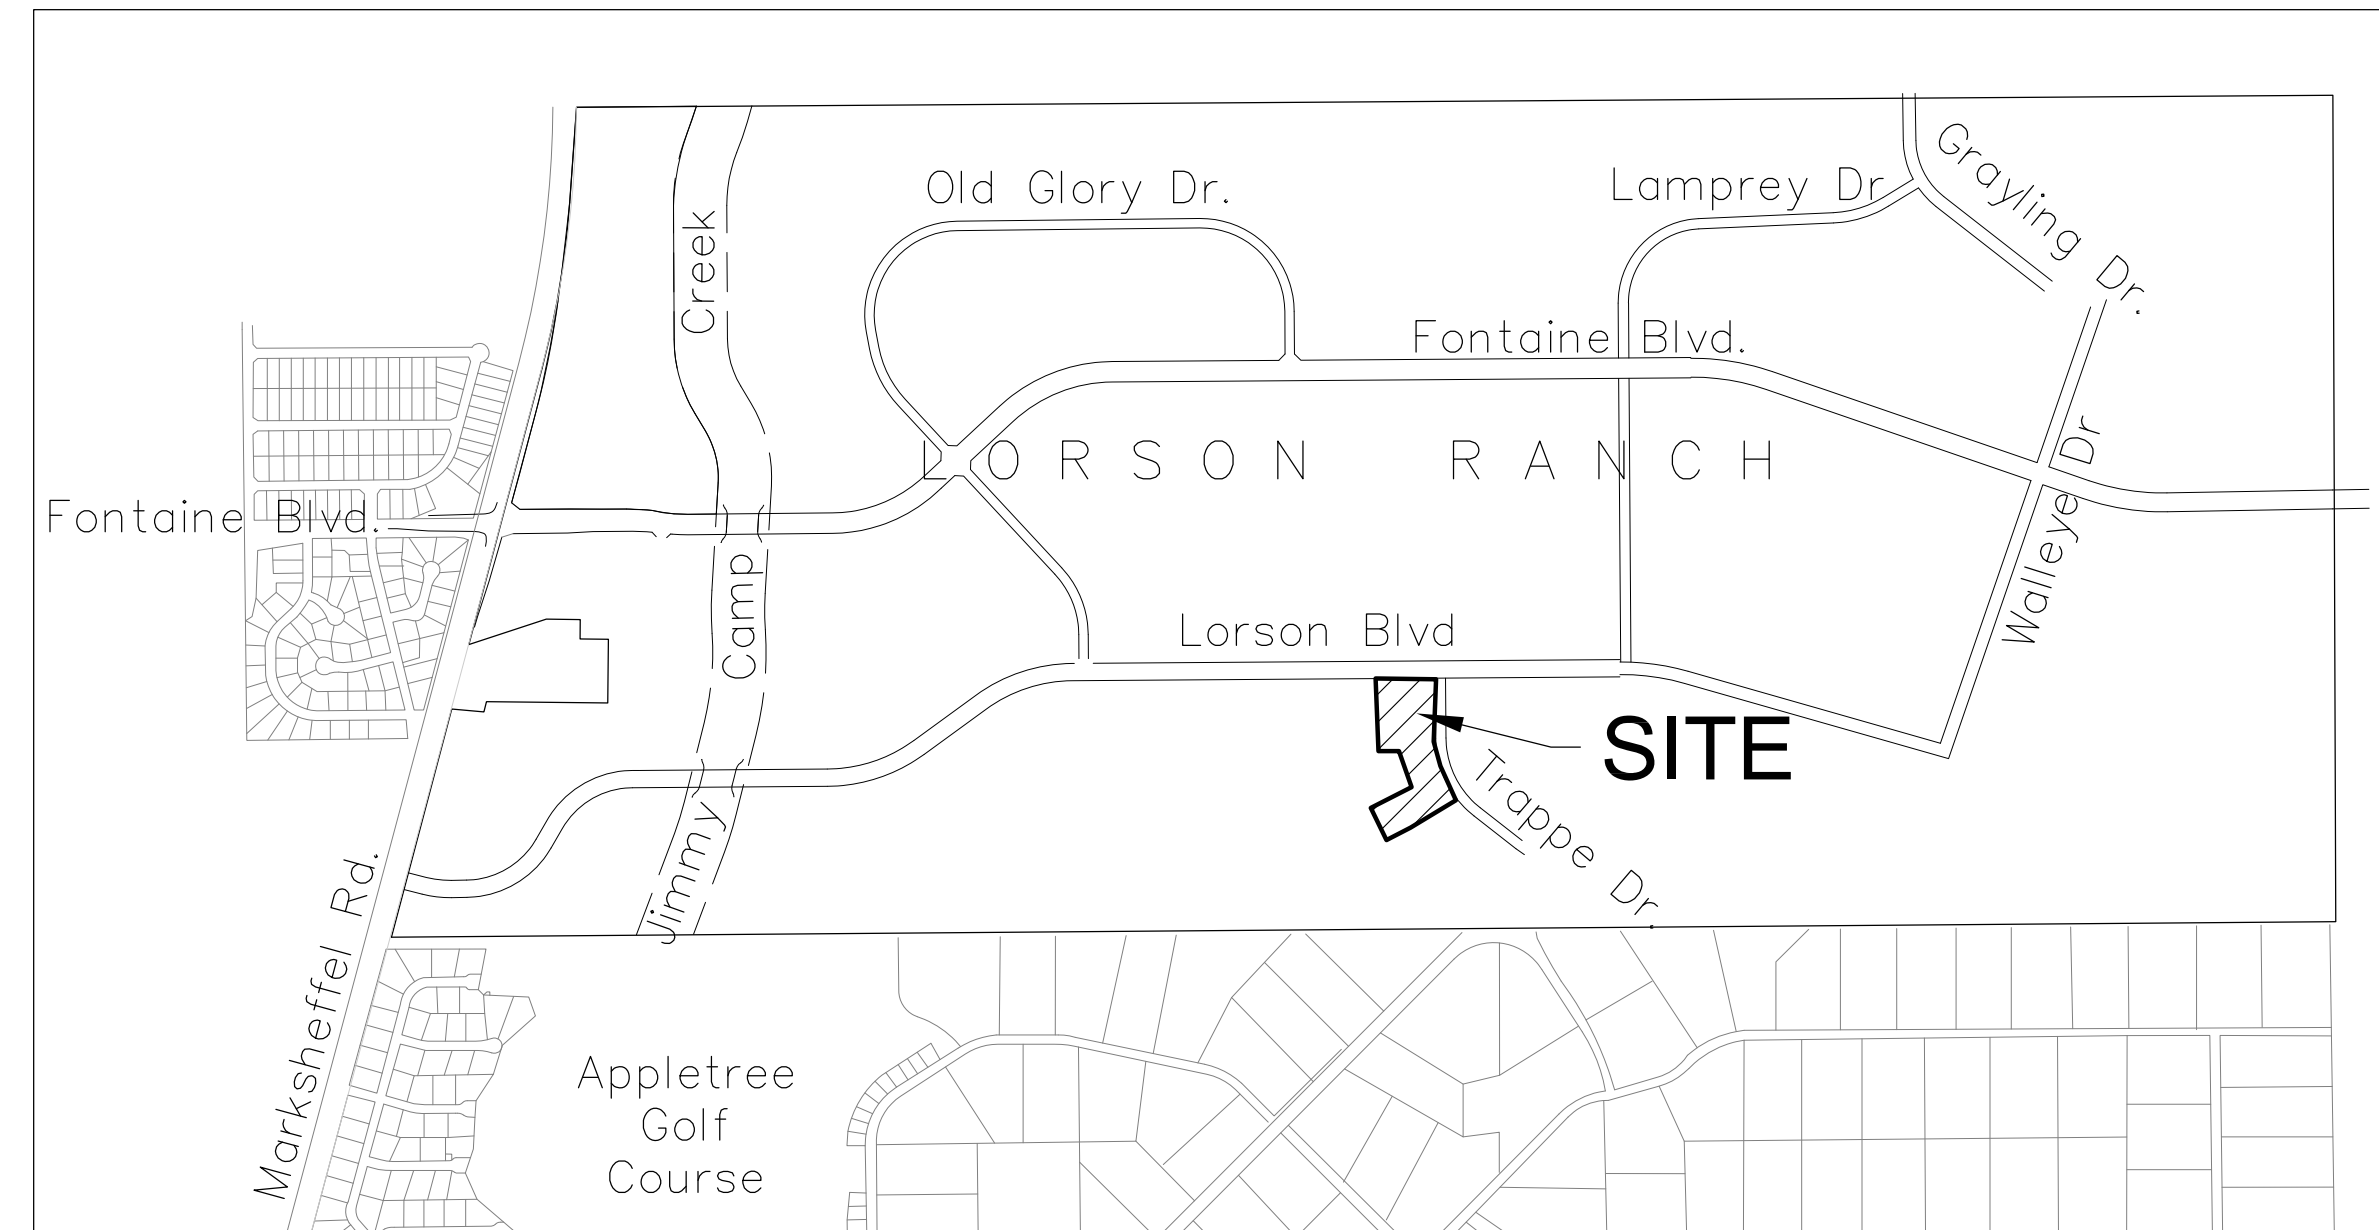 Old Glory Dr.
Lamprey Dr
Grayling Dr.
Fontaine Blvd.
LORSON RANCH
Fontaine Blvd.
Walleye Dr
Lorson Blvd
SITE
Trappe Dr.
Jimmy Camp Creek
Marksheffel Rd.
Appletree
Golf
Course